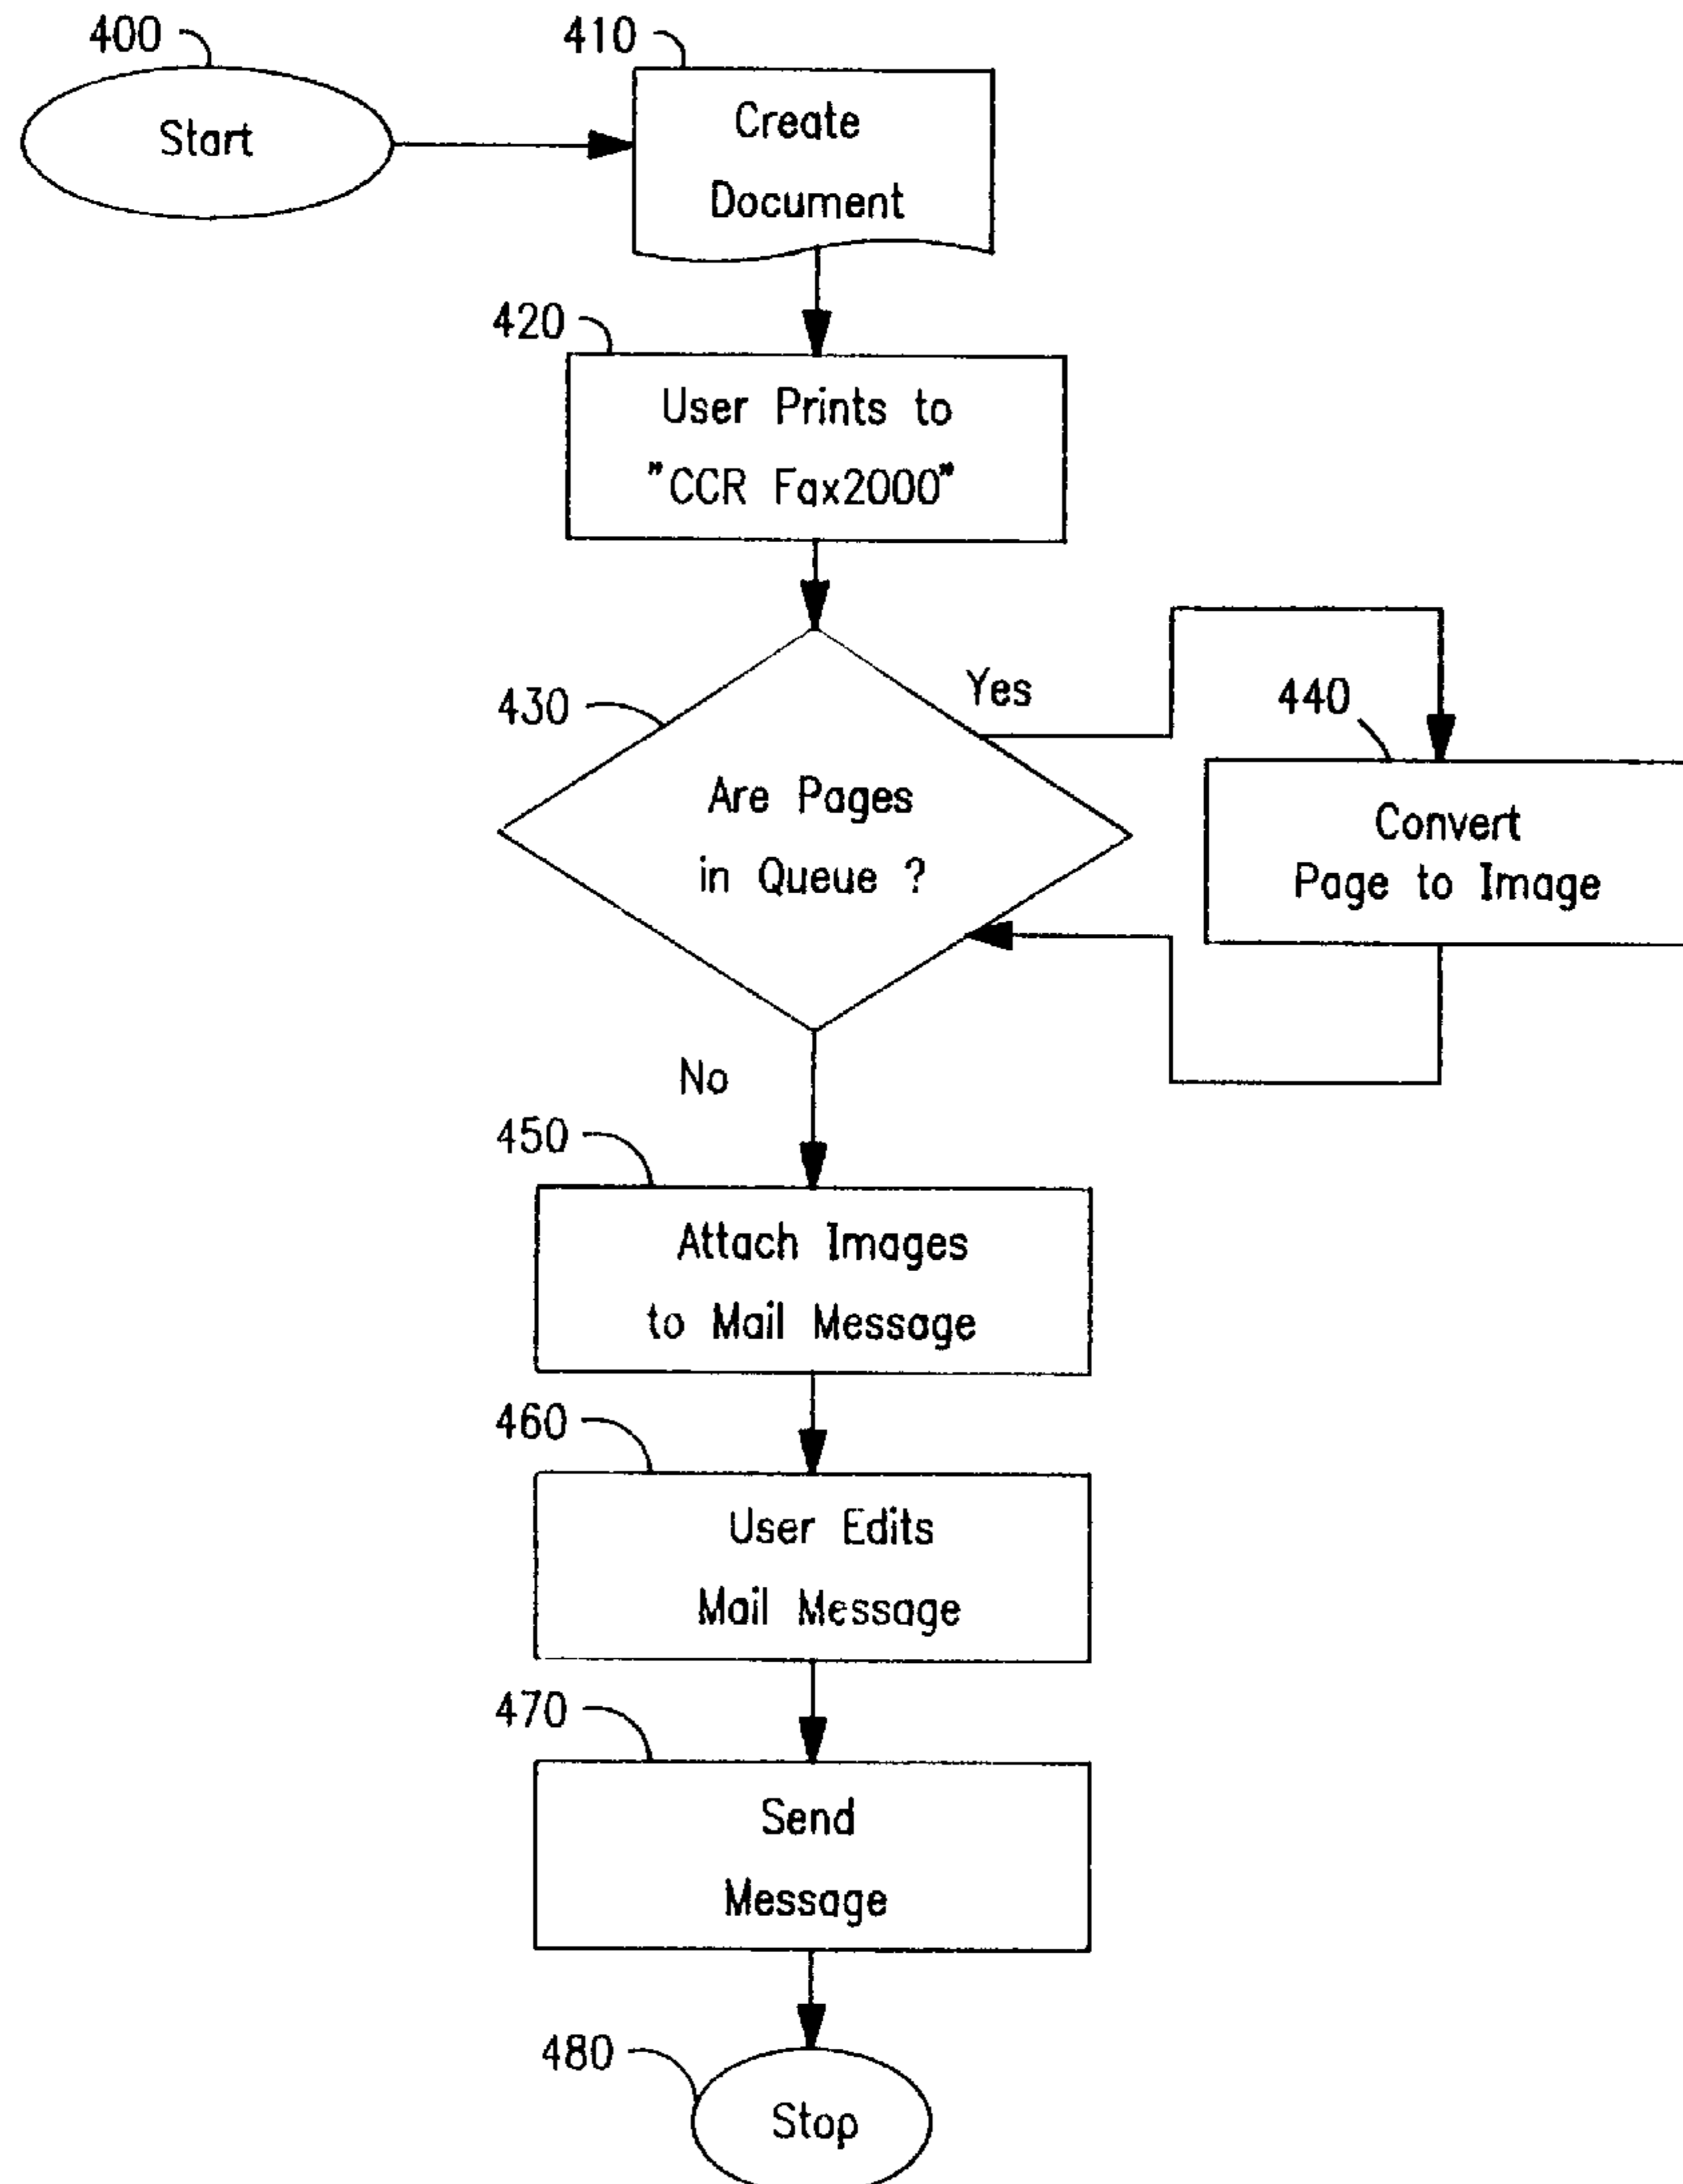 400
Start
410
Create
Document
420
User Prints to
"CCR Fax2000"
430
Are Pages
in Queue ?
Yes
440
Convert
Page to Image
No
450
Attach Images
to Mail Message
460
User Edits
Mail Message
470
Send
Message
480
Stop